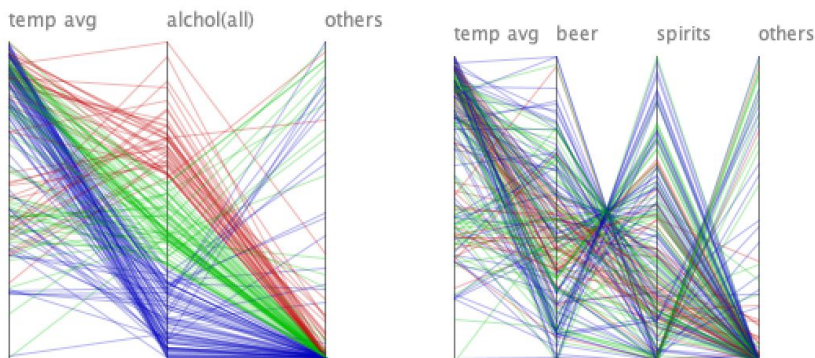 temp avg
alchol(all)
others
temp avg
beer
spirits
others